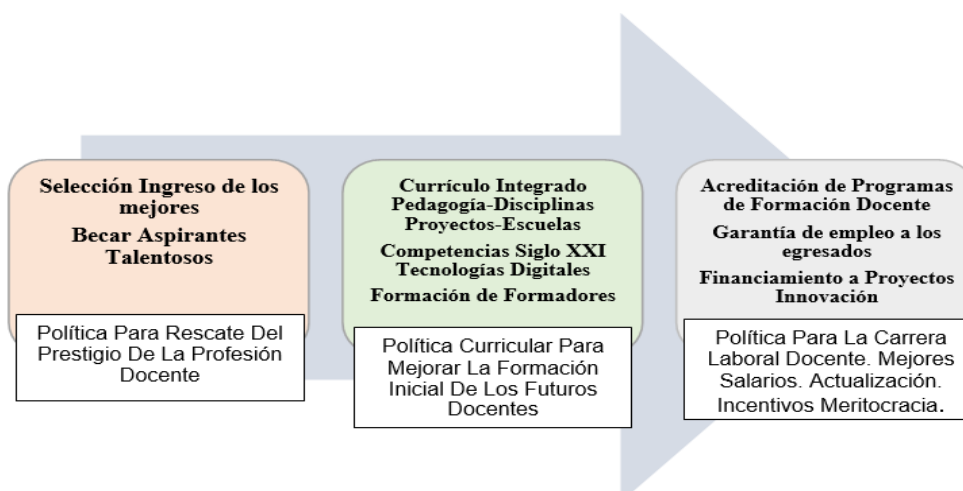 Selección Ingreso de los
mejores
Becar Aspirantes
Talentosos
Política Para Rescate Del
Prestigio De La Profesión
Docente
Currículo Integrado
Pedagogía-Disciplinas
Proyectos-Escuelas
Competencias Siglo XXI
Tecnologías Digitales
Formación de Formadores
Política Curricular Para
Mejorar La Formación
Inicial De Los Futuros
Docentes
Acreditación de Programas
de Formación Docente
Garantía de empleo a los
egresados
Financiamiento a Proyectos
Innovación
Política Para La Carrera
Laboral Docente. Mejores
Salarios. Actualización.
Incentivos Meritocracia.